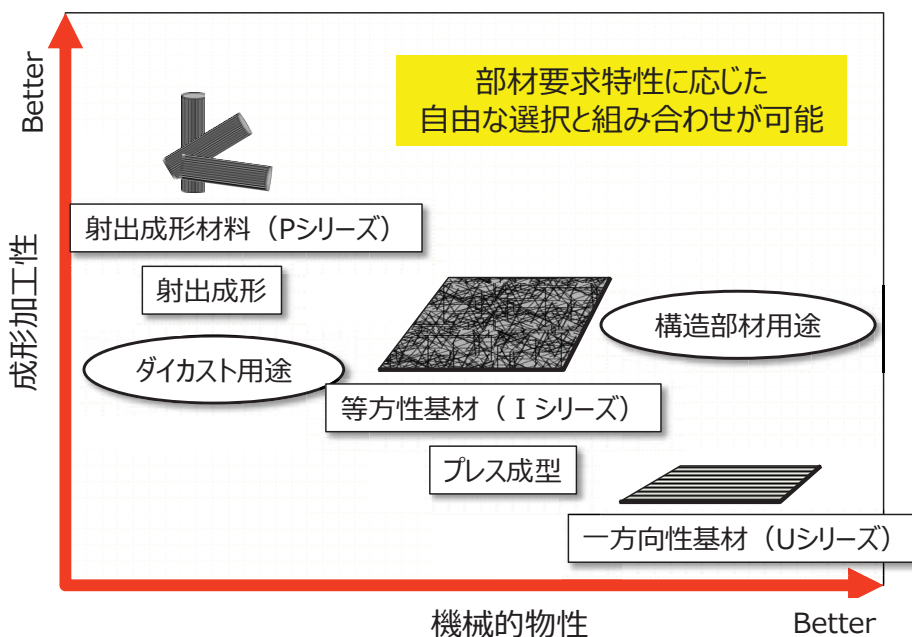 Better
成形加工性
部材要求特性に応じた
自由な選択と組み合わせが可能
射出成形材料（Pシリーズ）
射出成形
ダイカスト用途
構造部材用途
等方性基材（Ｉシリーズ）
プレス成型
一方向性基材（Uシリーズ）
機械的物性
Better